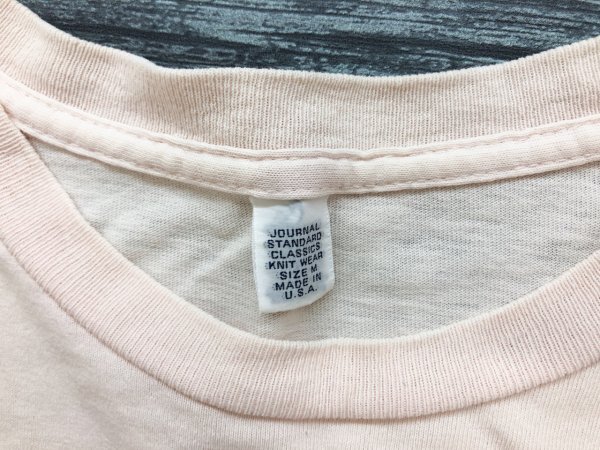 JOURNAL
STANDARD
CLASSICS
KNIT WEAR
SIZE M
MADE IN
U.S.A.